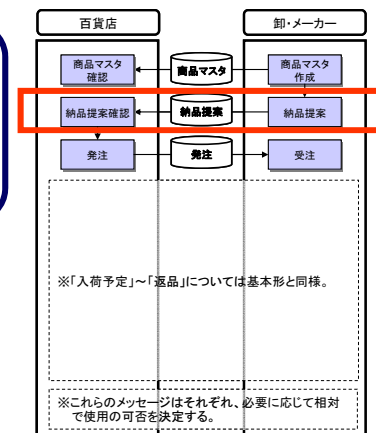 百貨店 卸・メーカー
商品マスタ
確認
商品マスタ
商品マスタ
作成
納品提案確認 納品提案 納品提案
発注 発注 受注
※「入荷予定」~「返品」については基本形と同様。
※これらのメッセージはそれぞれ、必要に応じて相対
で使用の可否を決定する。